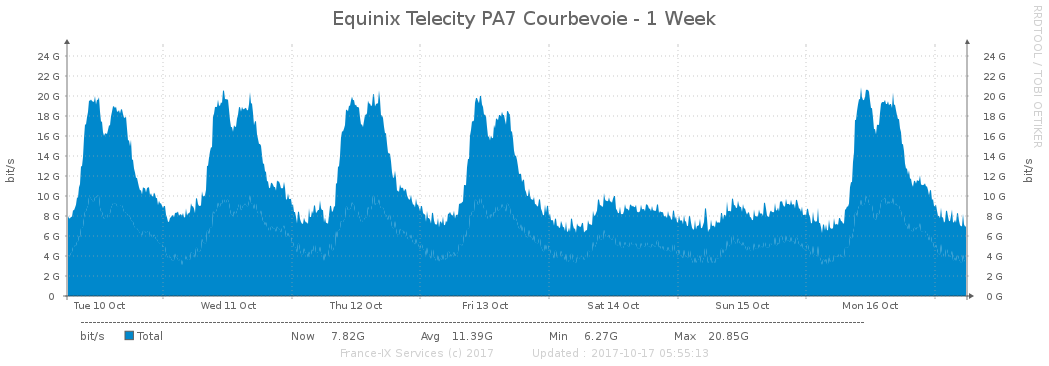 Equinix Telecity PA7 Courbevoie - 1 Week
RRDTOOL / TOBI OETIKER
24 G 24 G
22 G 22 G
20 G 20 G
18 G 18 G
16 G 16 G
14 G 14 G
12 G 12 G
10 G 10 G
8 G 8 G
6 G 6 G
4 G 4 G
2 G 2 G
0 0 G
bit/s bit/s
Tue 10 Oct Wed 11 Oct Thu 12 Oct Fri 13 Oct Sat 14 Oct Sun 15 Oct Mon 16 Oct
bit/s Total Now 7.82G Avg 11.39G Min 6.27G Max 20.85G
France-IX Services (c) 2017 Updated : 2017-10-17 05:55:13